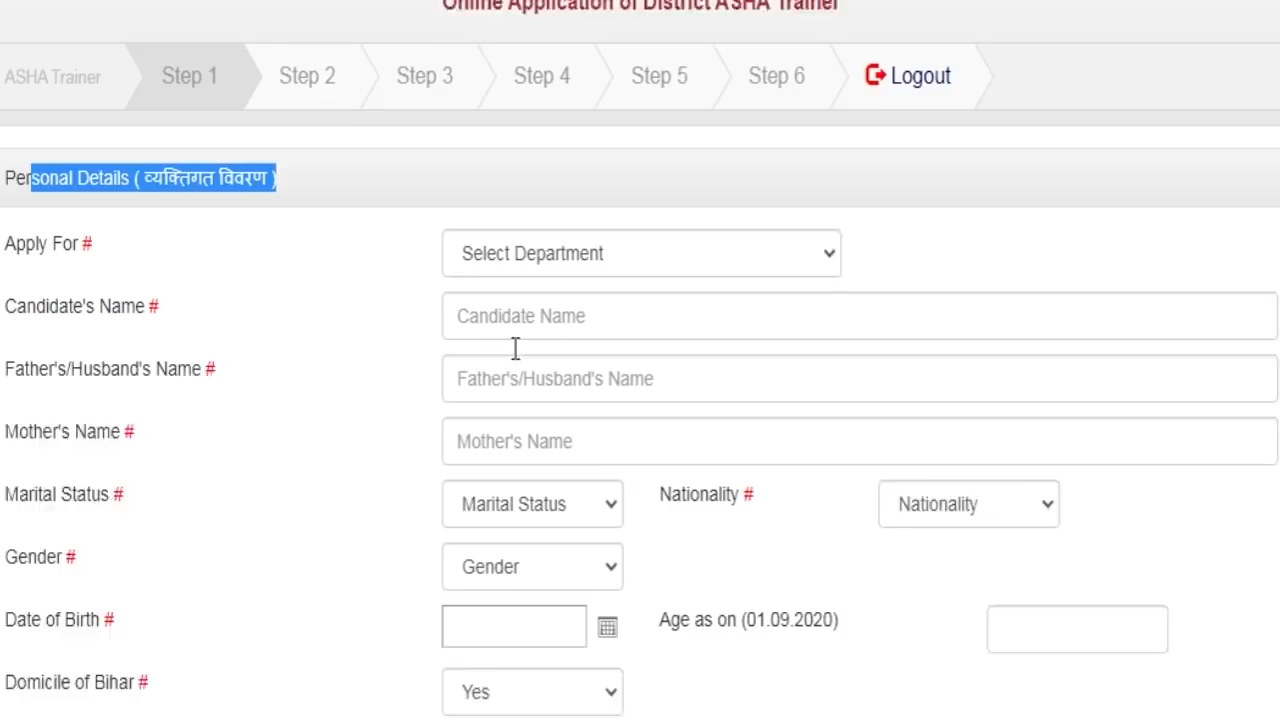 Online Application of District ASHA Trainer
ASHA Trainer Step 1 Step 2 Step 3 Step 4 Step 5 Step 6 Logout
Personal Details ( व्यक्तिगत विवरण )
Apply For # Select Department
Candidate's Name # Candidate Name
Father's/Husband's Name # Father's/Husband's Name
Mother's Name # Mother's Name
Marital Status # Marital Status Nationality # Nationality
Gender # Gender
Date of Birth # Age as on (01.09.2020)
Domicile of Bihar # Yes